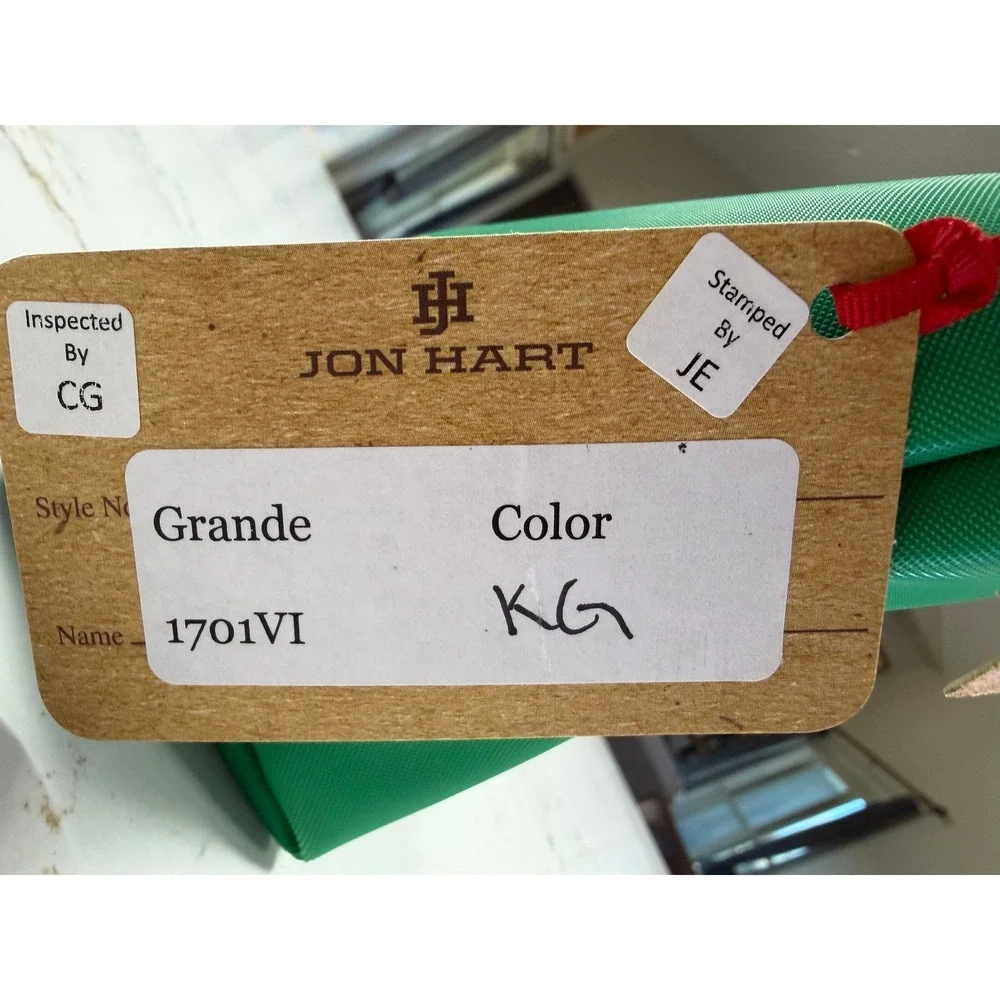 JH
JON HART
Inspected
By
CG
Stamped
By
JE
Style No
Grande Color
Name 1701VI KG